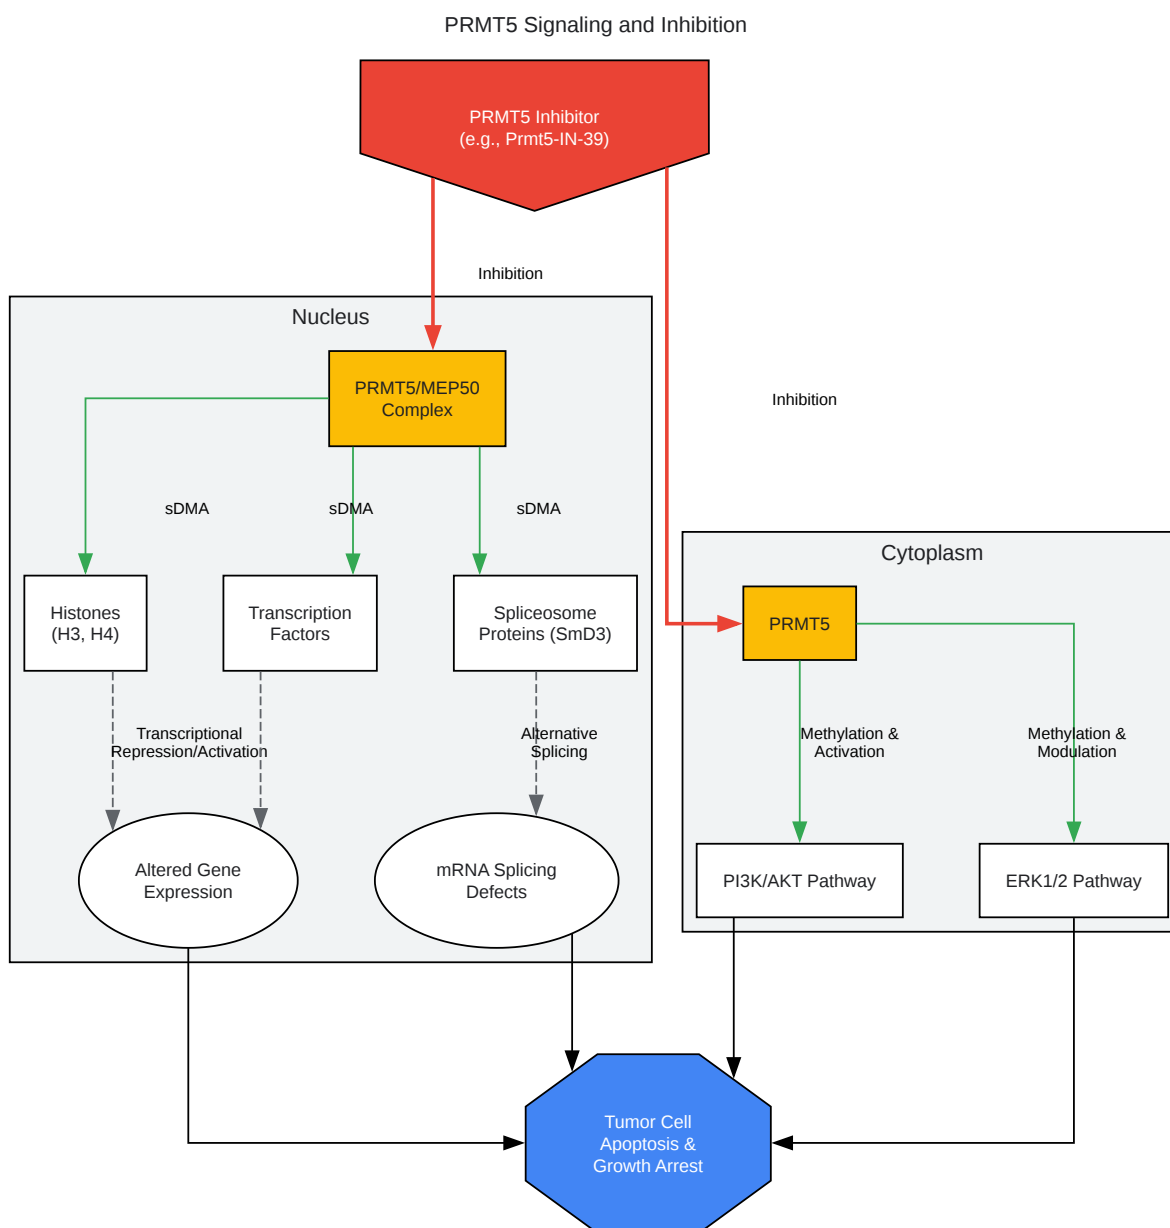 PRMT5 Signaling and Inhibition
PRMT5 Inhibitor
(e.g., Prmt5-IN-39)
Inhibition
Nucleus
PRMT5/MEP50
Complex
Inhibition
sDMA
sDMA
sDMA
Cytoplasm
Histones
(H3, H4)
Transcription
Factors
Spliceosome
Proteins (SmD3)
PRMT5
Transcriptional
Repression/Activation
Alternative
Splicing
Methylation &
Activation
Methylation &
Modulation
Altered Gene
Expression
mRNA Splicing
Defects
PI3K/AKT Pathway
ERK1/2 Pathway
Tumor Cell
Apoptosis &
Growth Arrest